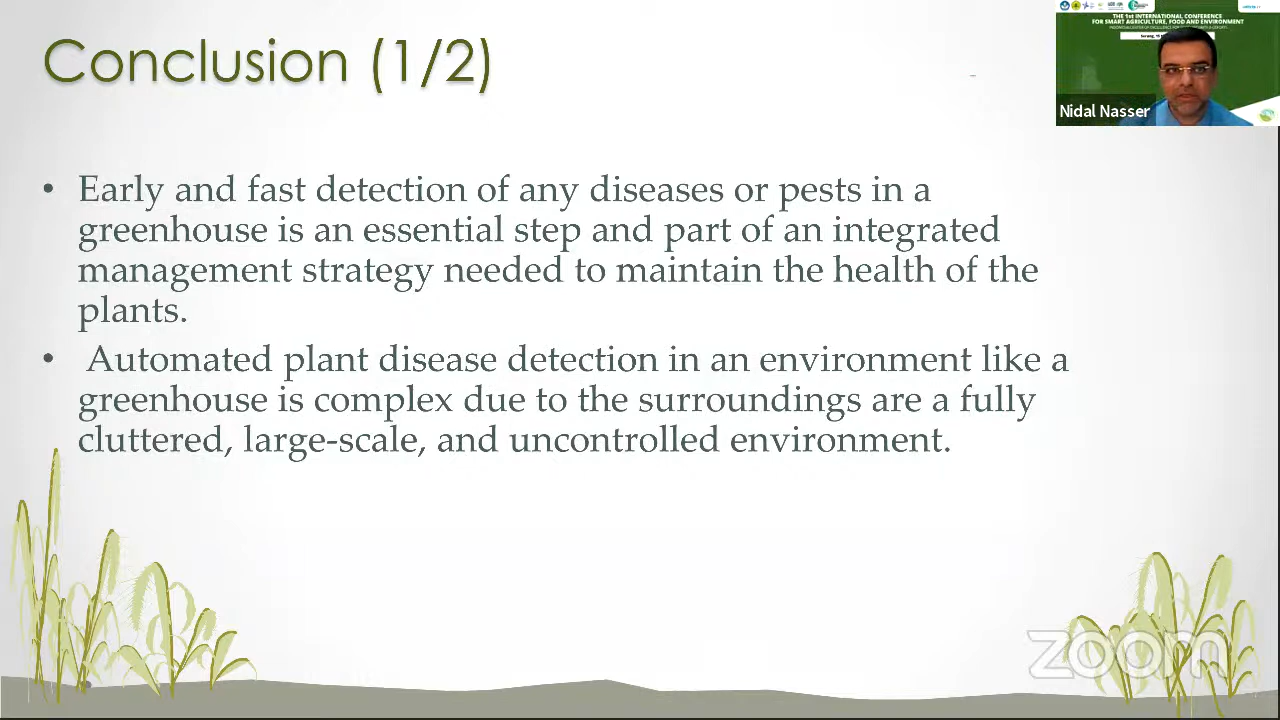 Conclusion (1/2)
THE 1st INTERNATIONAL CONFERENCE
FOR SMART AGRICULTURE, FOOD AND ENVIRONMENT
Nidal Nasser
• Early and fast detection of any diseases or pests in a
greenhouse is an essential step and part of an integrated
management strategy needed to maintain the health of the
plants.
• Automated plant disease detection in an environment like a
greenhouse is complex due to the surroundings are a fully
cluttered, large-scale, and uncontrolled environment.
zoom